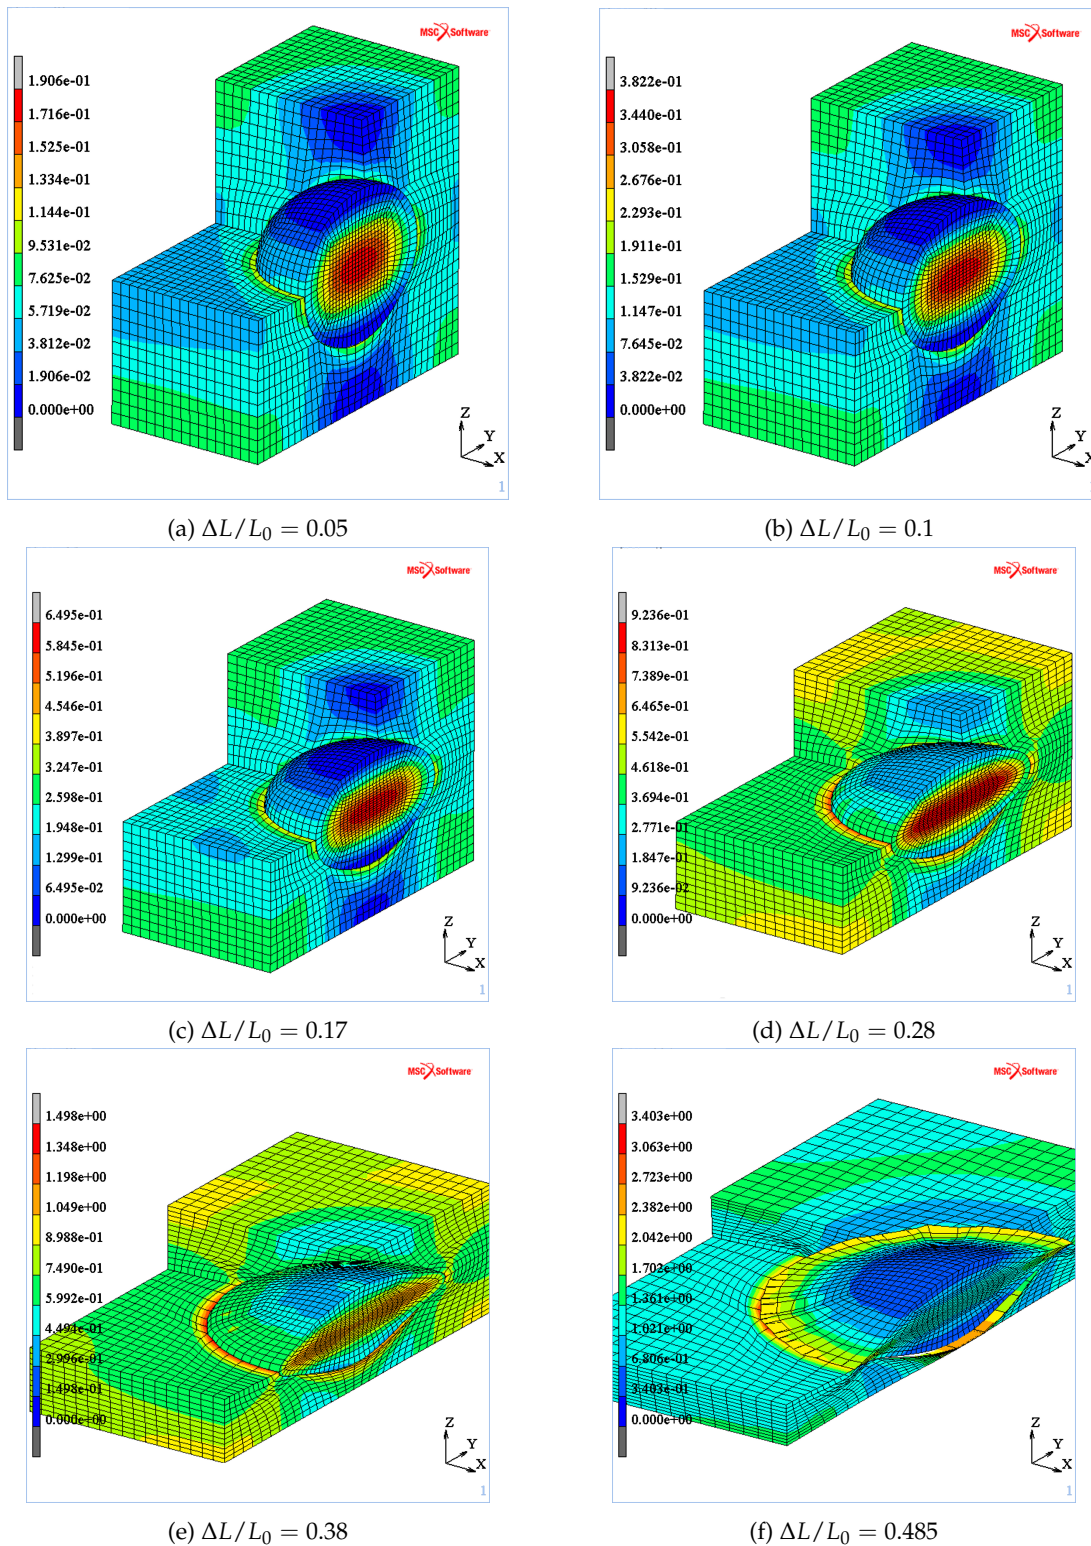 MSC Software
1.906e-01
1.716e-01
1.525e-01
1.334e-01
1.144e-01
9.531e-02
7.625e-02
5.719e-02
3.812e-02
1.906e-02
0.000e+00
Z
Y
X
1
(a) ΔL/L₀ = 0.05
MSC Software
3.822e-01
3.440e-01
3.058e-01
2.676e-01
2.293e-01
1.911e-01
1.529e-01
1.147e-01
7.645e-02
3.822e-02
0.000e+00
Z
Y
X
(b) ΔL/L₀ = 0.1
MSC Software
6.495e-01
5.845e-01
5.196e-01
4.546e-01
3.897e-01
3.247e-01
2.598e-01
1.948e-01
1.299e-01
6.495e-02
0.000e+00
Z
Y
X
1
(c) ΔL/L₀ = 0.17
MSC Software
9.236e-01
8.313e-01
7.389e-01
6.465e-01
5.542e-01
4.618e-01
3.694e-01
2.771e-01
1.847e-01
9.236e-02
0.000e+00
Z
Y
X
1
(d) ΔL/L₀ = 0.28
MSC Software
1.498e+00
1.348e+00
1.198e+00
1.049e+00
8.988e-01
7.490e-01
5.992e-01
4.494e-01
2.996e-01
1.498e-01
0.000e+00
Z
Y
X
1
(e) ΔL/L₀ = 0.38
MSC Software
3.403e+00
3.063e+00
2.723e+00
2.382e+00
2.042e+00
1.702e+00
1.361e+00
1.021e+00
6.806e-01
3.403e-01
0.000e+00
Z
Y
X
1
(f) ΔL/L₀ = 0.485